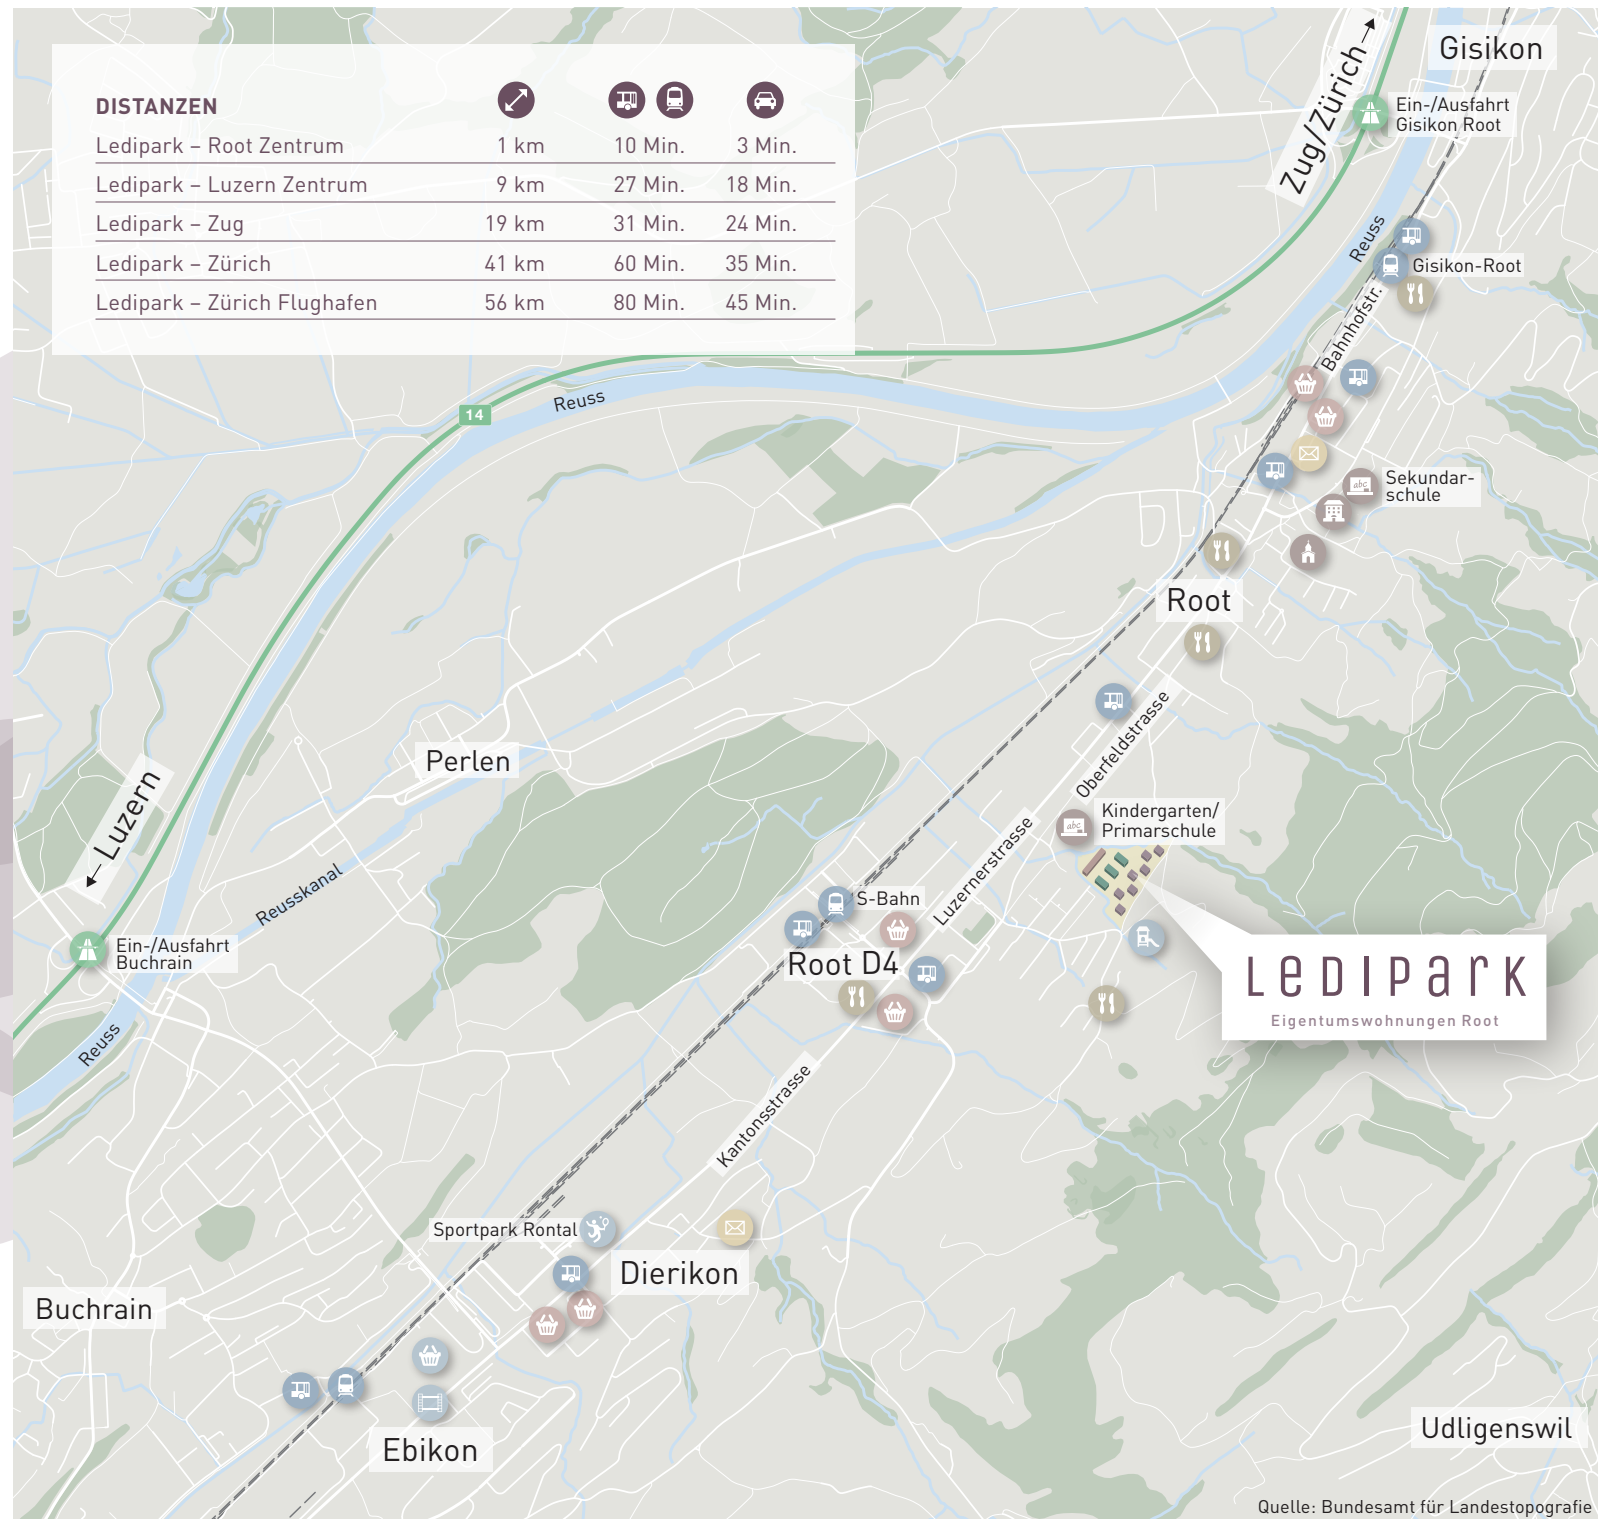 DISTANZEN
Ledipark – Root Zentrum 1 km 10 Min. 3 Min.
Ledipark – Luzern Zentrum 9 km 27 Min. 18 Min.
Ledipark – Zug 19 km 31 Min. 24 Min.
Ledipark – Zürich 41 km 60 Min. 35 Min.
Ledipark – Zürich Flughafen 56 km 80 Min. 45 Min.
Zug/Zürich
Gisikon
Ein-/Ausfahrt
Gisikon Root
Reuss
Gisikon-Root
Bahnhofstr.
14
Reuss
abc
Sekundar-
schule
Root
Oberfeldstrasse
Perlen
Luzern
abc
Kindergarten/
Primarschule
Luzernerstrasse
Reusskanal
S-Bahn
Ein-/Ausfahrt
Buchrain
Root D4
LEDIPARK
Eigentumswohnungen Root
Reuss
Kantonsstrasse
Sportpark Rontal
Dierikon
Buchrain
Ebikon
Udligenswil
Quelle: Bundesamt für Landestopografie